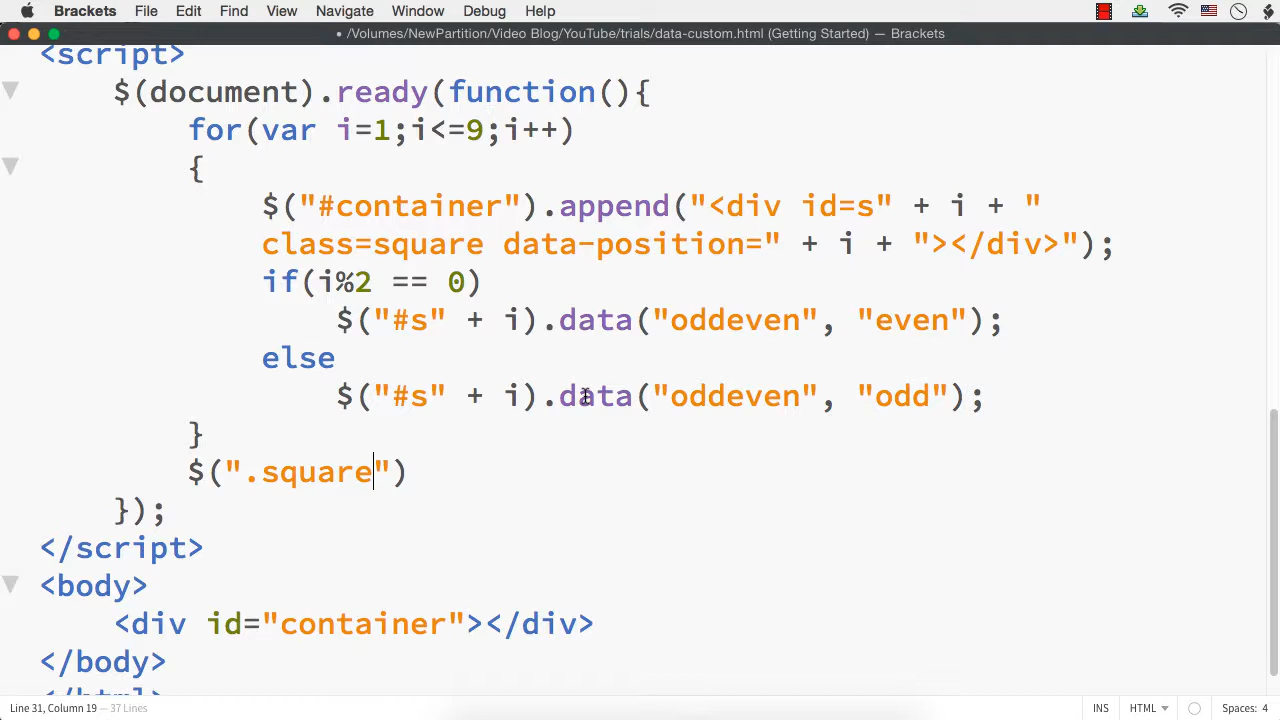 Brackets File Edit Find View Navigate Window Debug Help
• /Volumes/NewPartition/Video Blog/YouTube/trials/data-custom.html (Getting Started) — Brackets
<script>
$(document).ready(function(){
for(var i=1;i<=9;i++)
{
$("#container").append("<div id=s" + i + "
class=square data-position=" + i + "></div>");
if(i%2 == 0)
$("#s" + i).data("oddeven", "even");
else
$("#s" + i).data("oddeven", "odd");
}
$(".square")
});
</script>
<body>
<div id="container"></div>
</body>
</html>
Line 31, Column 19 — 37 Lines INS HTML Spaces: 4